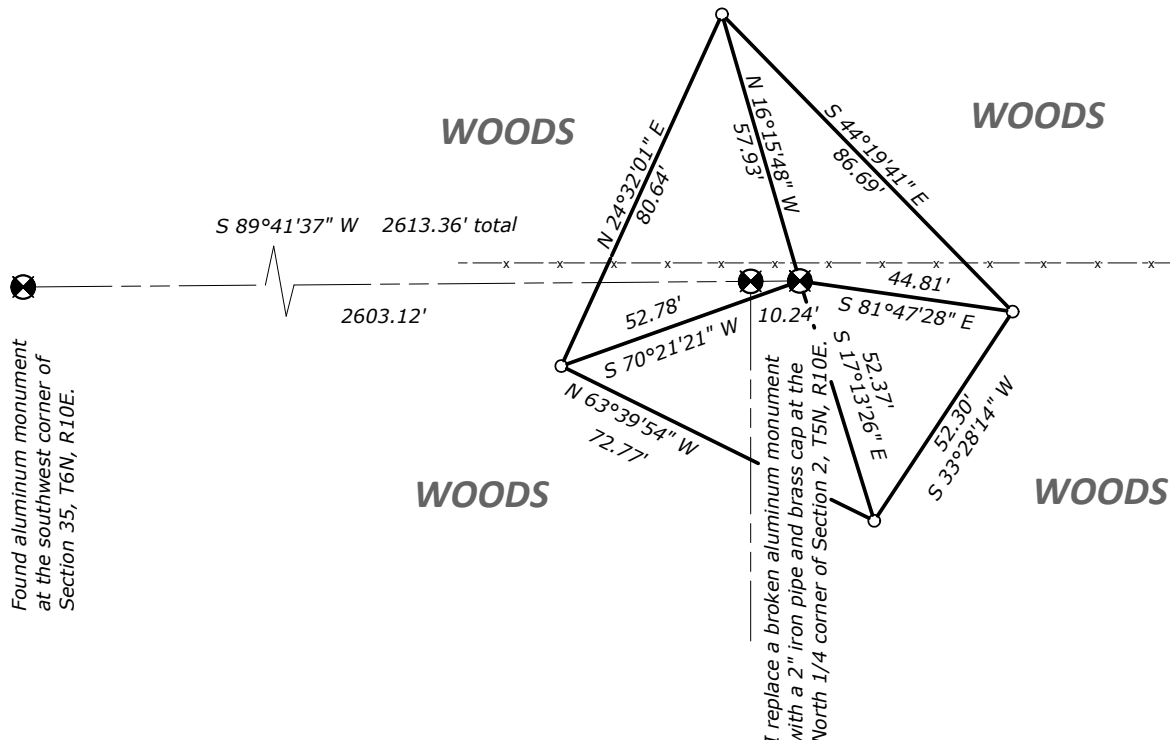 WOODS
WOODS
N 24°32'01" E
80.64'
N 16°15'48" W
57.93'
S 44°19'41" E
86.69'
S 89°41'37" W 2613.36' total
x x x x x x x x x x x x x
2603.12'
52.78'
S 70°21'21" W
10.24'
44.81'
S 81°47'28" E
52.37'
S 17°13'26" E
52.30'
S 33°28'14" W
N 63°39'54" W
72.77'
WOODS
WOODS
Found aluminum monument
at the southwest corner of
Section 35, T6N, R10E.
I replace a broken aluminum monument
with a 2" iron pipe and brass cap at the
North 1/4 corner of Section 2, T5N, R10E.